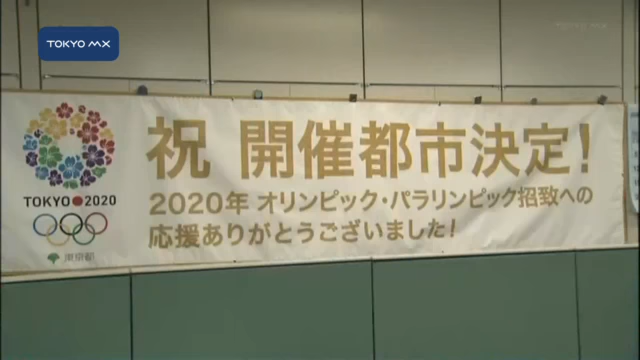 TOKYO MX
TOKYO MX
祝 開催都市決定!
TOKYO 2020
2020年 オリンピック・パラリンピック招致への
応援ありがとうございました!
東京都